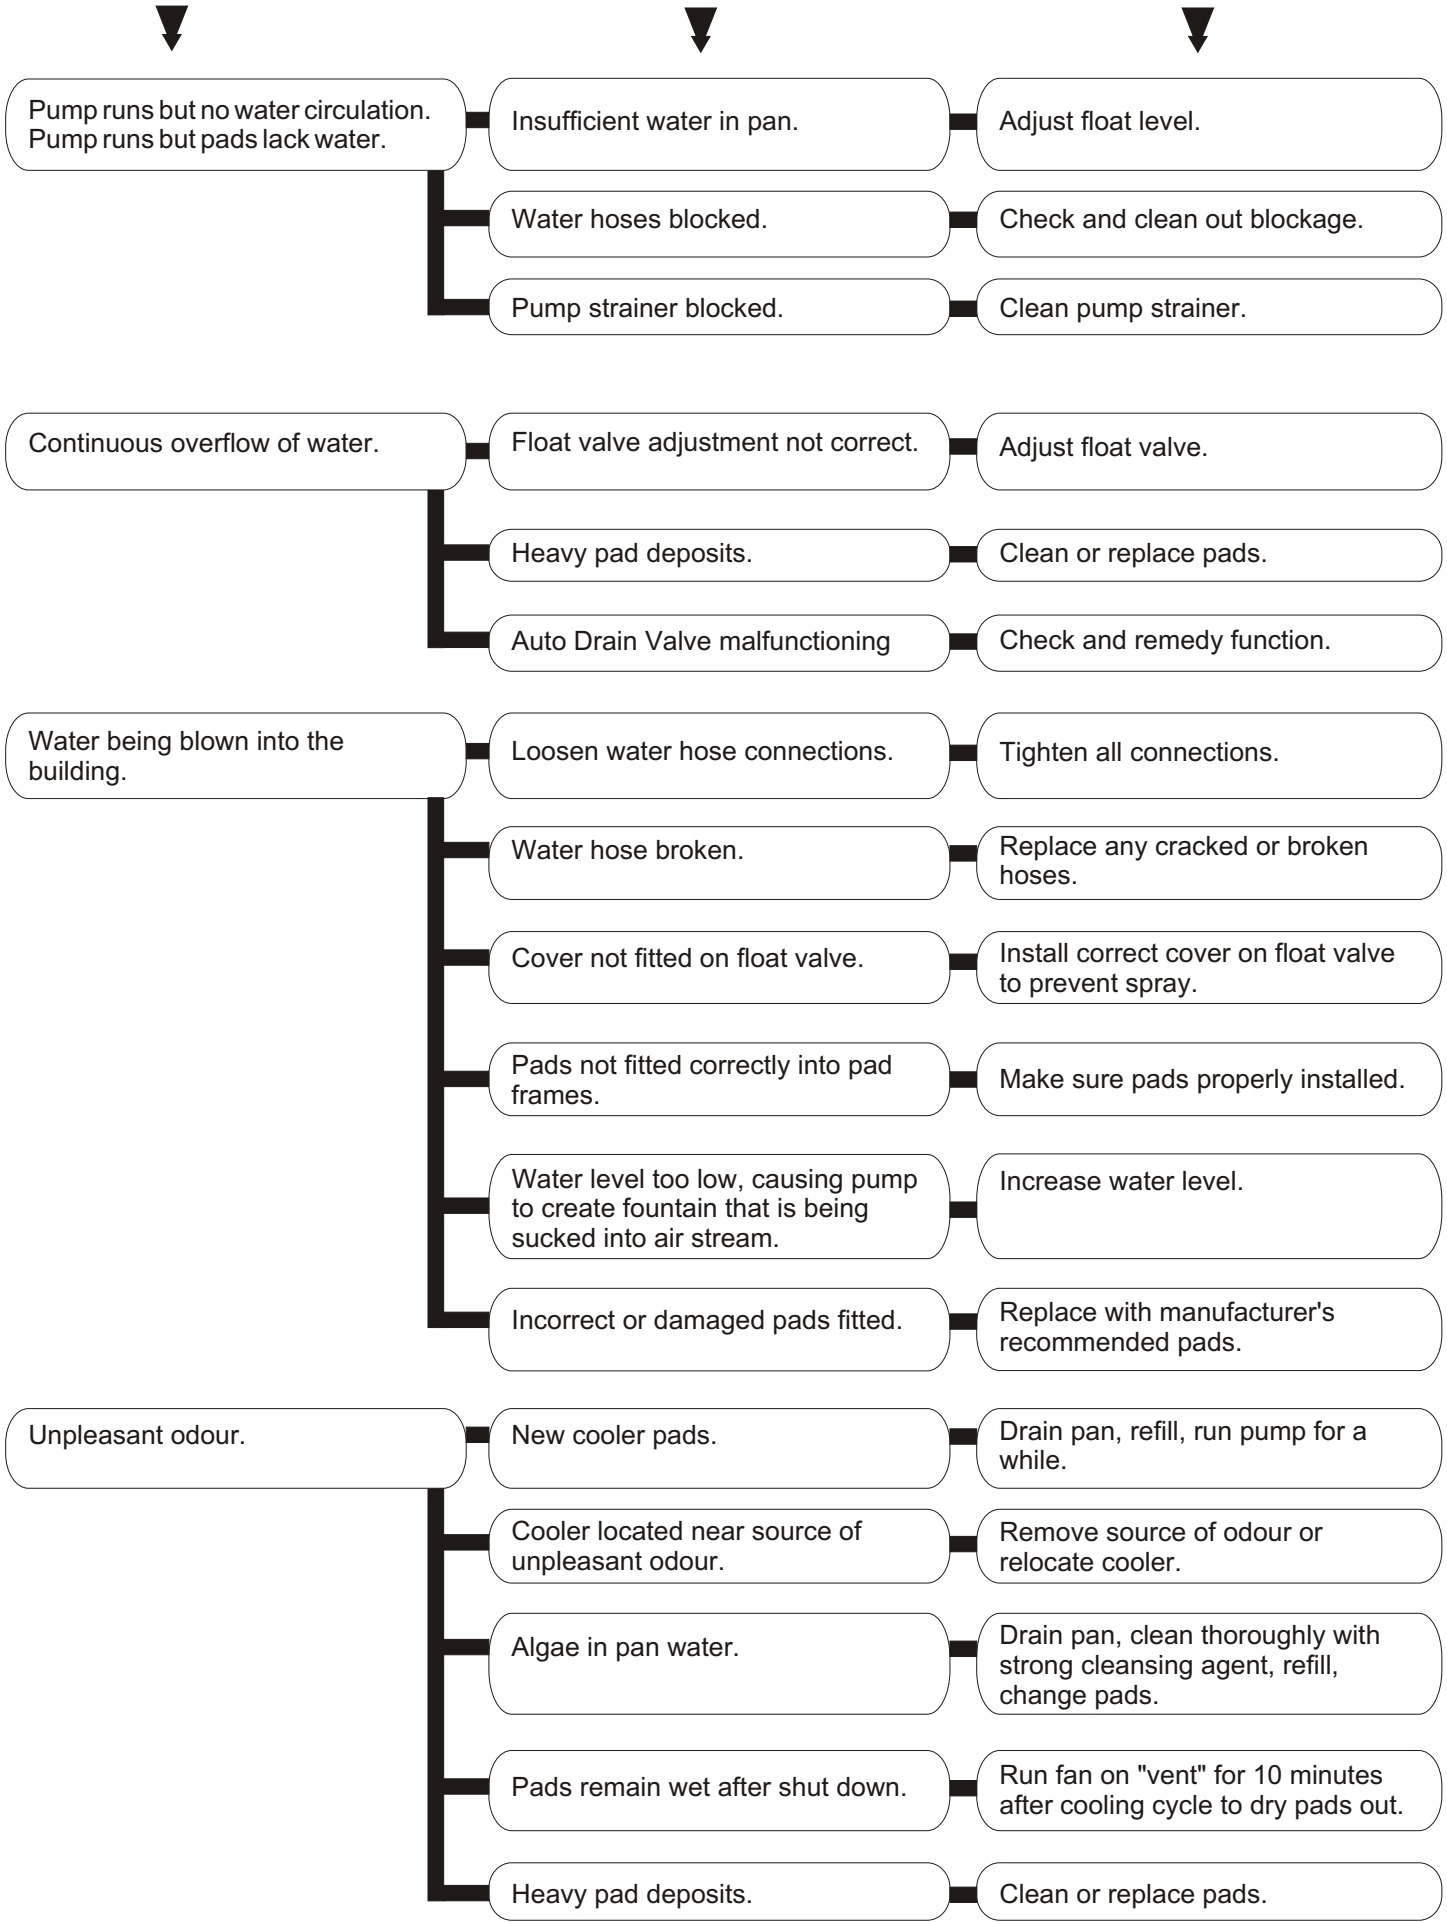 Pump runs but no water circulation.
Pump runs but pads lack water.
Insufficient water in pan.
Adjust float level.
Water hoses blocked.
Check and clean out blockage.
Pump strainer blocked.
Clean pump strainer.
Continuous overflow of water.
Float valve adjustment not correct.
Adjust float valve.
Heavy pad deposits.
Clean or replace pads.
Auto Drain Valve malfunctioning
Check and remedy function.
Water being blown into the
building.
Loosen water hose connections.
Tighten all connections.
Water hose broken.
Replace any cracked or broken
hoses.
Cover not fitted on float valve.
Install correct cover on float valve
to prevent spray.
Pads not fitted correctly into pad
frames.
Make sure pads properly installed.
Water level too low, causing pump
to create fountain that is being
sucked into air stream.
Increase water level.
Incorrect or damaged pads fitted.
Replace with manufacturer's
recommended pads.
Unpleasant odour.
New cooler pads.
Drain pan, refill, run pump for a
while.
Cooler located near source of
unpleasant odour.
Remove source of odour or
relocate cooler.
Algae in pan water.
Drain pan, clean thoroughly with
strong cleansing agent, refill,
change pads.
Pads remain wet after shut down.
Run fan on "vent" for 10 minutes
after cooling cycle to dry pads out.
Heavy pad deposits.
Clean or replace pads.